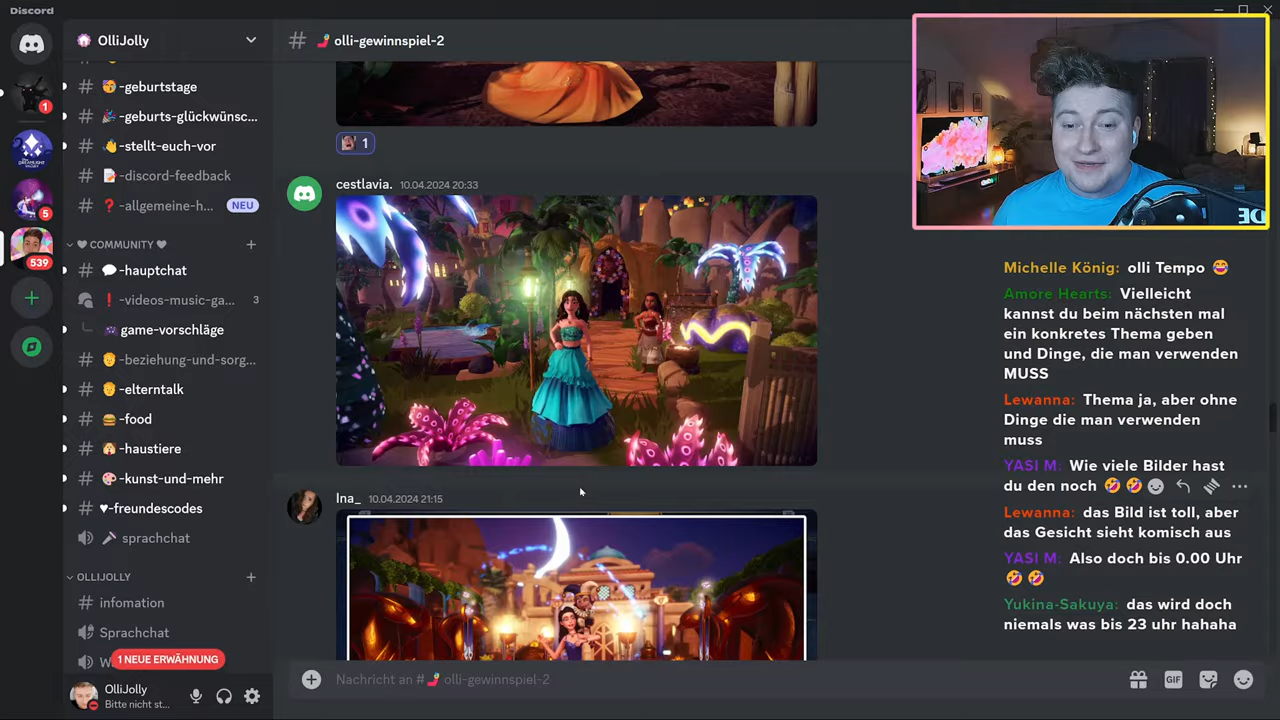 Discord
OlliJolly
-geburtstage
-geburts-glückwünsc...
-stellt-euch-vor
-discord-feedback
-allgemeine-h...
NEU
COMMUNITY
-hauptchat
-videos-music-ga...
3
game-vorschläge
-beziehung-und-sorg...
-elterntalk
-food
-haustiere
-kunst-und-mehr
-freundescodes
sprachchat
OLLIJOLLY
infomation
Sprachchat
1 NEUE ERWÄHNUNG
OlliJolly
Bitte nicht st...
1
5
539
# olli-gewinnspiel-2
1
cestlavia. 10.04.2024 20:33
Ina_ 10.04.2024 21:15
Nachricht an # olli-gewinnspiel-2
GIF
Michelle König: olli Tempo 😄
Amore Hearts: Vielleicht
kannst du beim nächsten mal
ein konkretes Thema geben
und Dinge, die man verwenden
MUSS
Lewanna: Thema ja, aber ohne
Dinge die man verwenden
muss
YASI M: Wie viele Bilder hast
du den noch 🤣 🤣
Lewanna: das Bild ist toll, aber
das Gesicht sieht komisch aus
YASI M: Also doch bis 0.00 Uhr
🤣 🤣
Yukina-Sakuya: das wird doch
niemals was bis 23 uhr hahaha